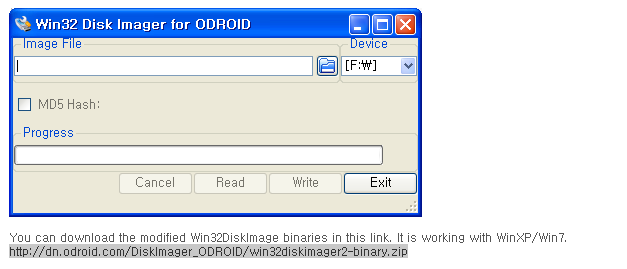 Win32 Disk Imager for ODROID
Image File
Device
[F:\]
MD5 Hash:
Progress
Cancel
Read
Write
Exit
You can download the modified Win32DiskImage binaries in this link. It is working with WinXP/Win7.
http://dn.odroid.com/DiskImager_ODROID/win32diskimager2-binary.zip